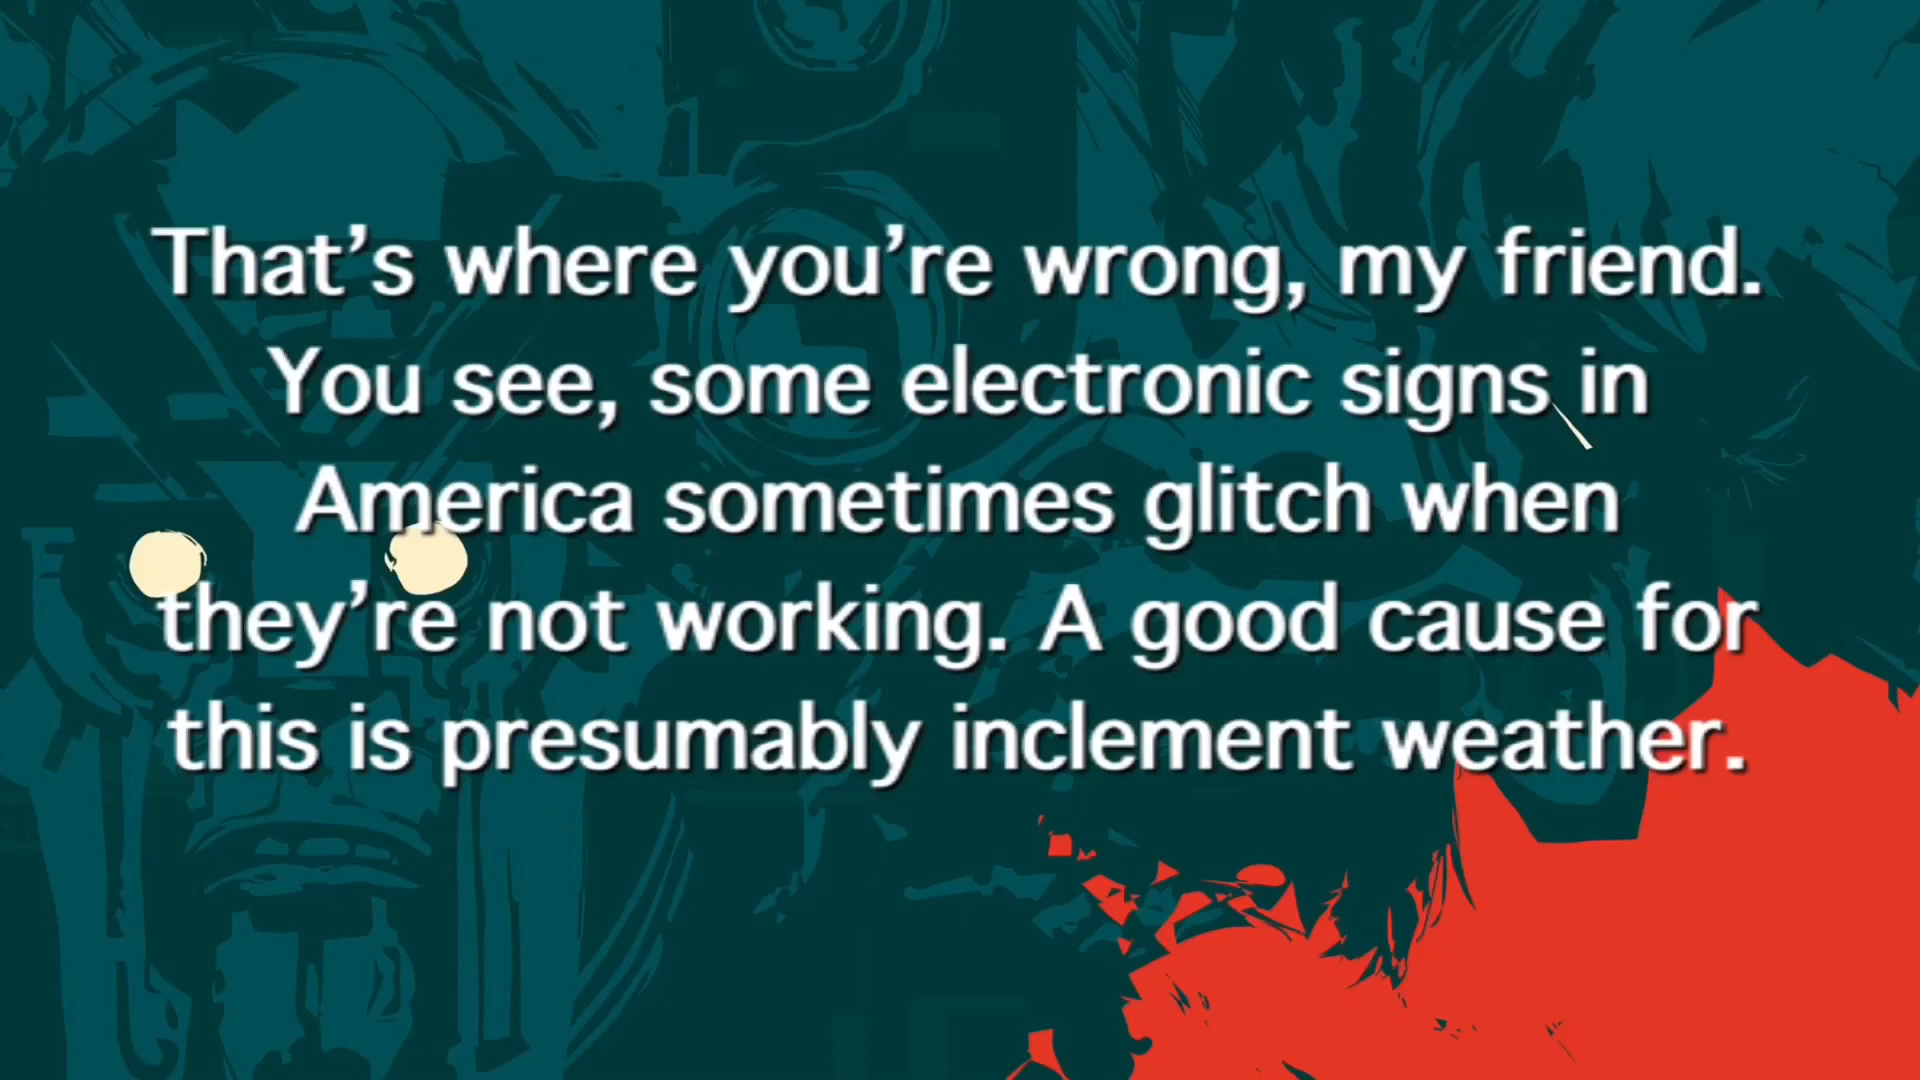 That’s where you’re wrong, my friend.
You see, some electronic signs in
America sometimes glitch when
they’re not working. A good cause for
this is presumably inclement weather.